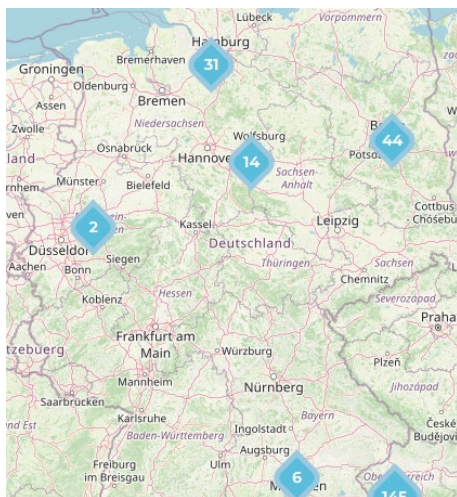 Lübeck
Vorpommern
Hamburg
Bremerhaven
31
Groningen
Oldenburg
Bremen
Assen
Zwolle
Niedersachsen
Wolfsburg
44
Osnabrück
Hannover
14
Potsdam
Sachsen-
Anhalt
Münster
Bielefeld
Cottbus
Chóśebuz
2
Kassel
Leipzig
Düsseldorf
Deutschland
Siegen
Aachen
Bonn
Thüringen
Sachsen
Chemnitz
Koblenz
Hessen
Severozápad
Praha
Frankfurt am
Main
Würzburg
Plzeň
Mannheim
Nürnberg
Jihozápad
Saarbrücken
Karlsruhe
Bayern
České
Budějovice
Baden-Württemberg
Ingolstadt
Augsburg
Freiburg
im Breisgau
Ulm
6
145